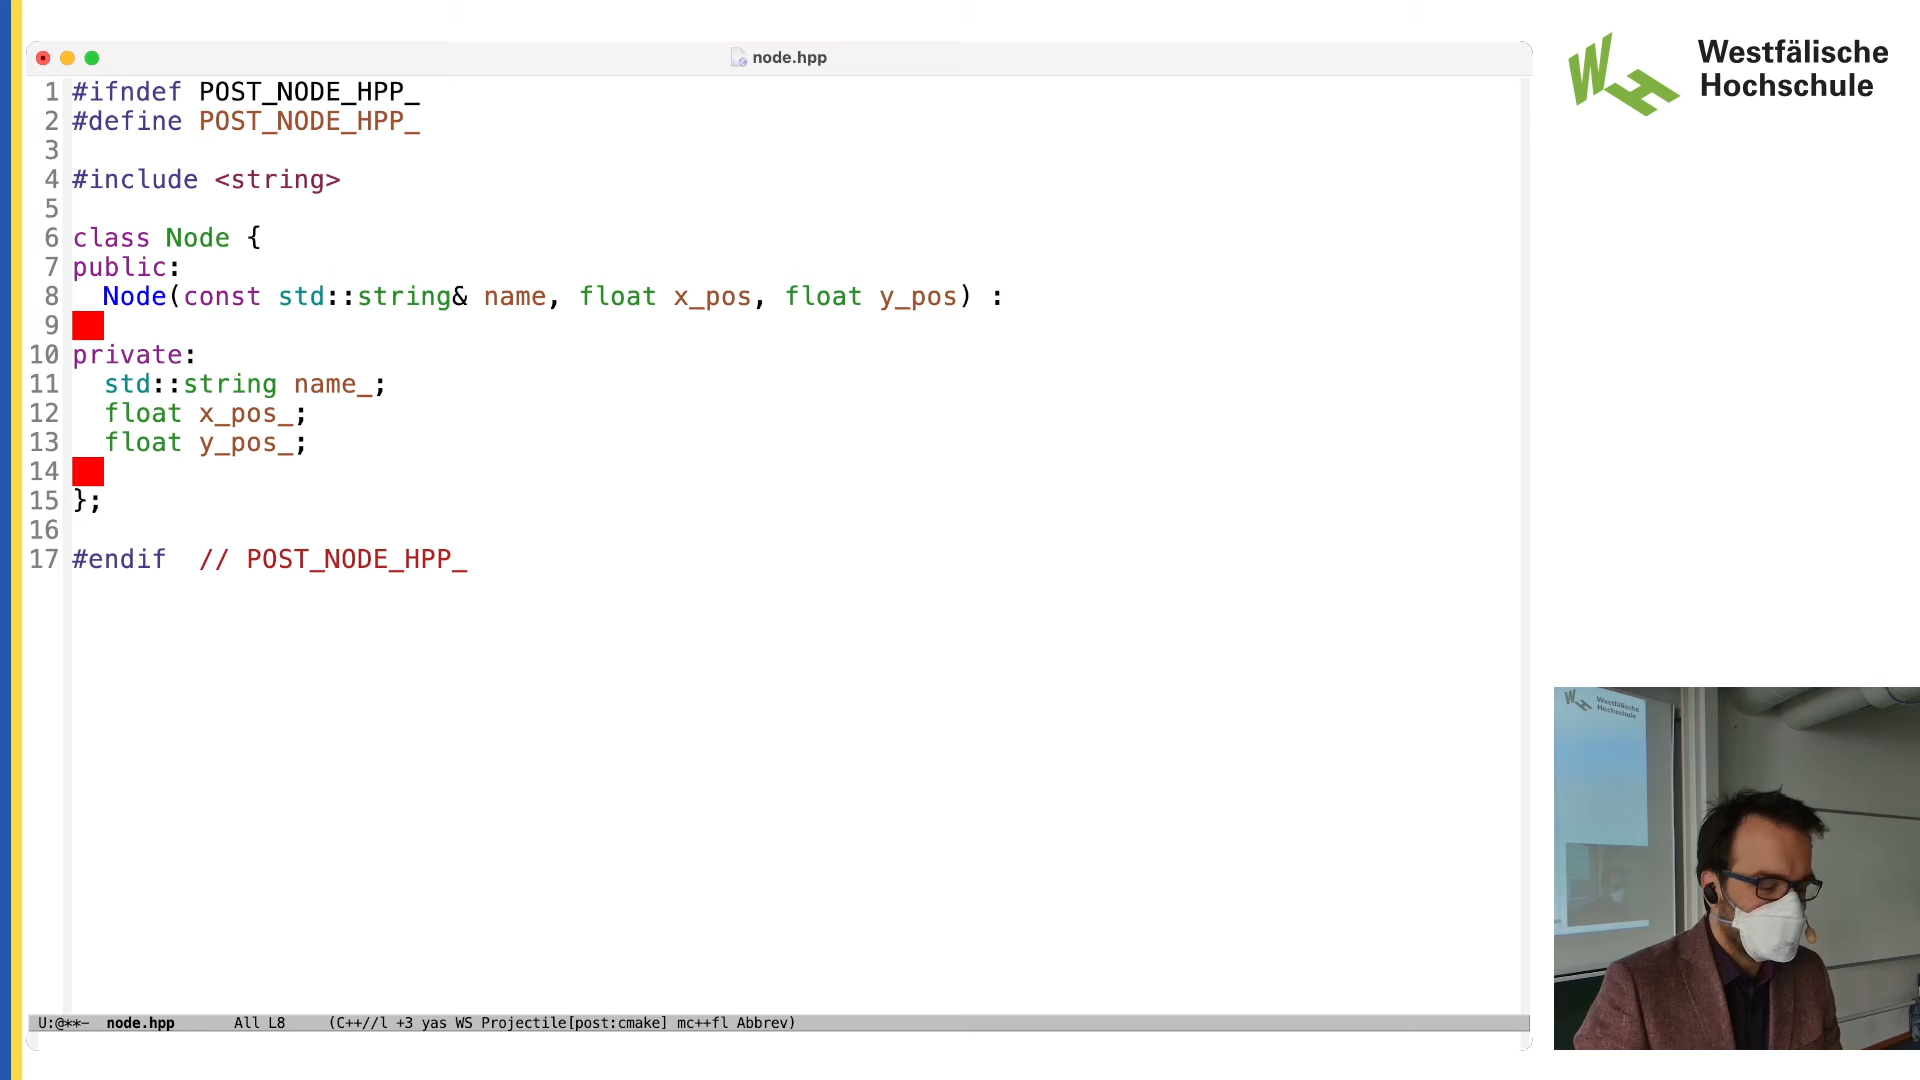 node.hpp
1 #ifndef POST_NODE_HPP_
2 #define POST_NODE_HPP_
3
4 #include <string>
5
6 class Node {
7 public:
8   Node(const std::string& name, float x_pos, float y_pos) :
9
10 private:
11   std::string name_;
12   float x_pos_;
13   float y_pos_;
14
15 };
16
17 #endif  // POST_NODE_HPP_
U:@**-  node.hpp       All L8     (C++//l +3 yas WS Projectile[post:cmake] mc++fl Abbrev)
WH Westfälische
Hochschule
Westfälische
Hochschule